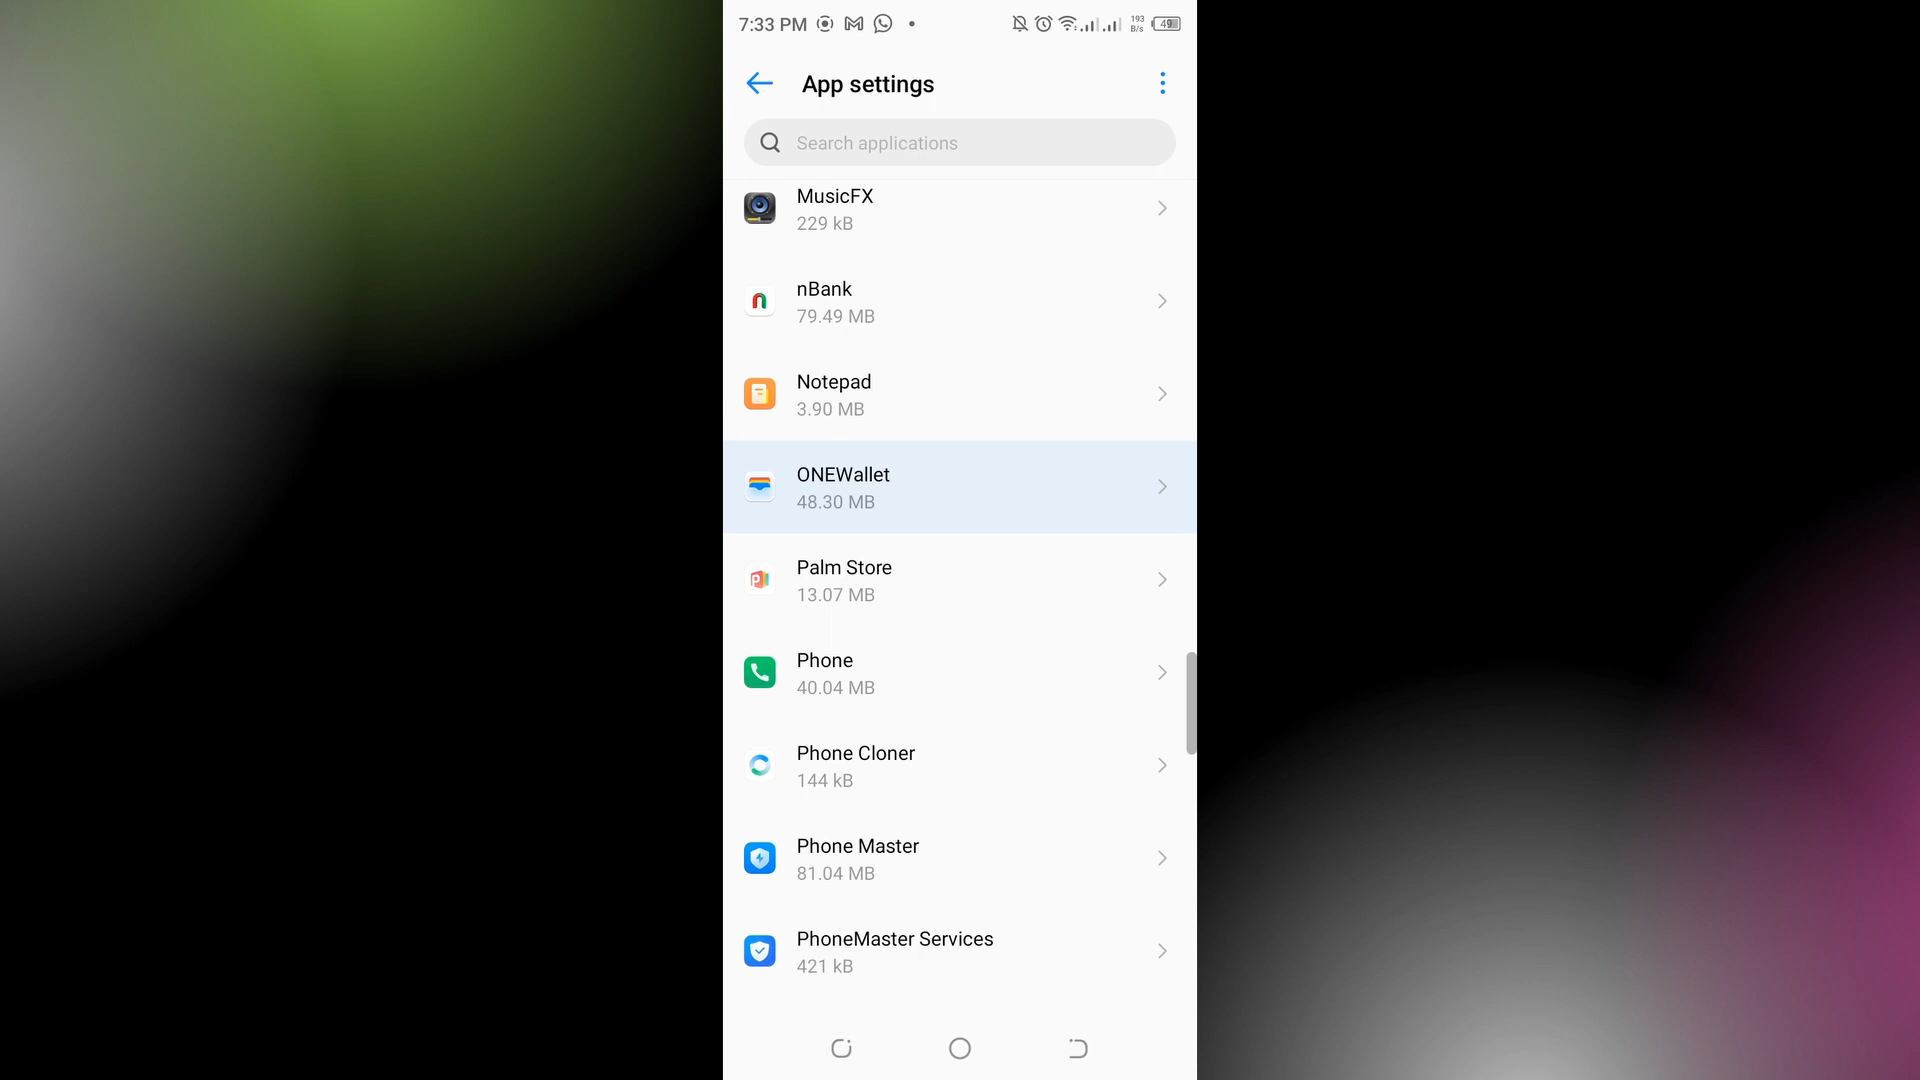 7:33 PM
193
B/s
49
App settings
Search applications
MusicFX
229 kB
nBank
79.49 MB
Notepad
3.90 MB
ONEWallet
48.30 MB
Palm Store
13.07 MB
Phone
40.04 MB
Phone Cloner
144 kB
Phone Master
81.04 MB
PhoneMaster Services
421 kB